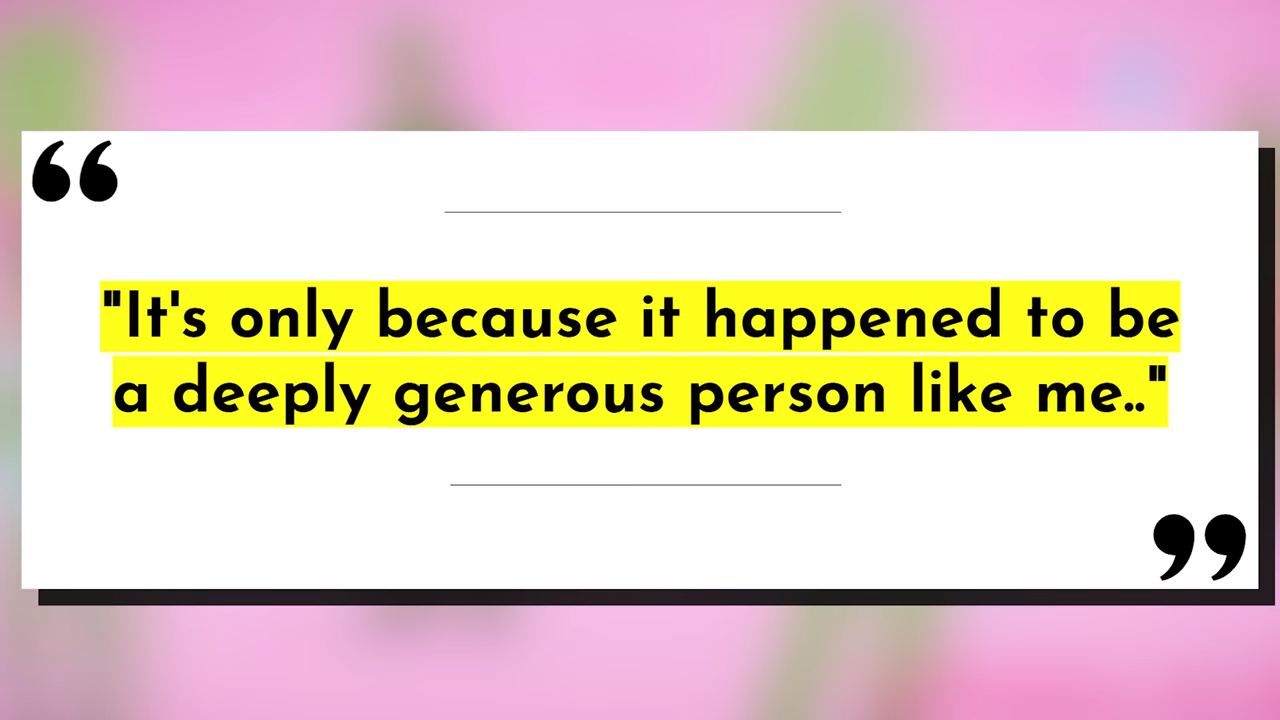 “
"It's only because it happened to be
a deeply generous person like me.."
”